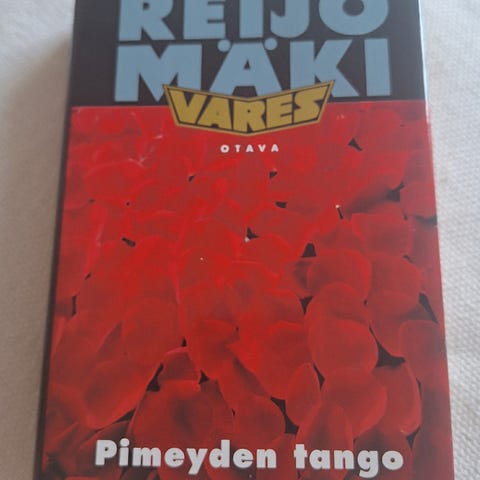 REIJO
MÄKI
VARES
OTAVA
Pimeyden tango